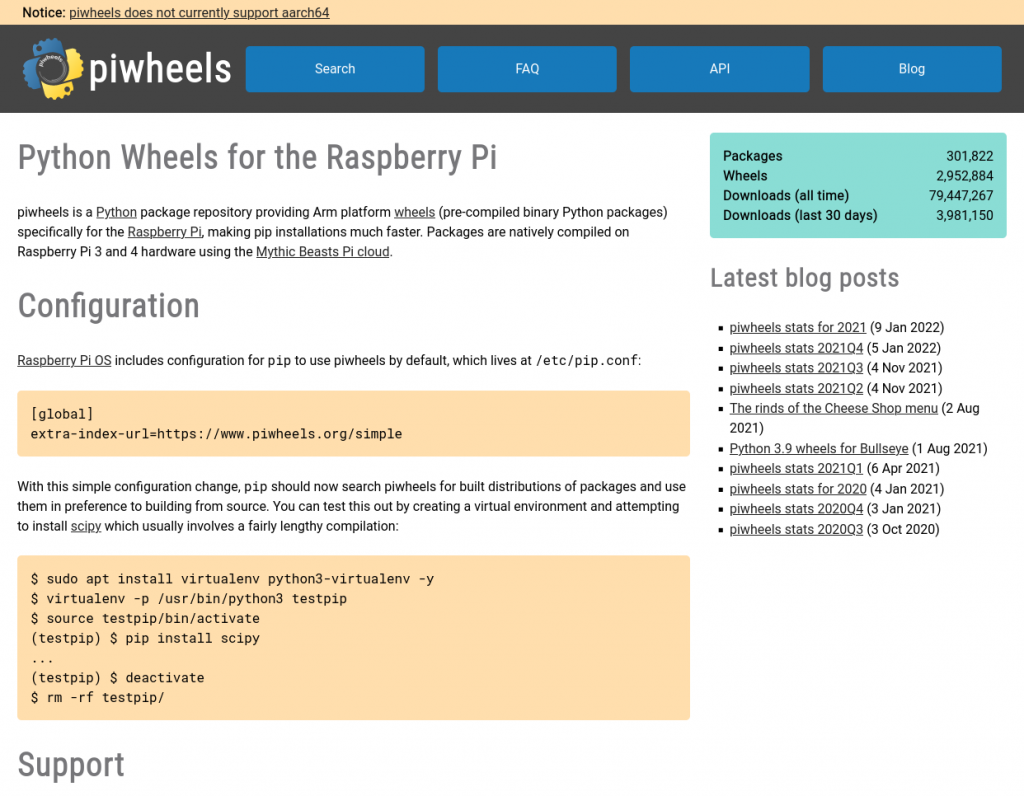 Notice: piwheels does not currently support aarch64
piwheels
Search
FAQ
API
Blog
Python Wheels for the Raspberry Pi
piwheels is a Python package repository providing Arm platform wheels (pre-compiled binary Python packages)
specifically for the Raspberry Pi, making pip installations much faster. Packages are natively compiled on
Raspberry Pi 3 and 4 hardware using the Mythic Beasts Pi cloud.
Configuration
Raspberry Pi OS includes configuration for pip to use piwheels by default, which lives at /etc/pip.conf:
[global]
extra-index-url=https://www.piwheels.org/simple
With this simple configuration change, pip should now search piwheels for built distributions of packages and use
them in preference to building from source. You can test this out by creating a virtual environment and attempting
to install scipy which usually involves a fairly lengthy compilation:
$ sudo apt install virtualenv python3-virtualenv -y
$ virtualenv -p /usr/bin/python3 testpip
$ source testpip/bin/activate
(testpip) $ pip install scipy
...
(testpip) $ deactivate
$ rm -rf testpip/
Support
Packages 301,822
Wheels 2,952,884
Downloads (all time) 79,447,267
Downloads (last 30 days) 3,981,150
Latest blog posts
piwheels stats for 2021 (9 Jan 2022)
piwheels stats 2021Q4 (5 Jan 2022)
piwheels stats 2021Q3 (4 Nov 2021)
piwheels stats 2021Q2 (4 Nov 2021)
The rinds of the Cheese Shop menu (2 Aug
2021)
Python 3.9 wheels for Bullseye (1 Aug 2021)
piwheels stats 2021Q1 (6 Apr 2021)
piwheels stats for 2020 (4 Jan 2021)
piwheels stats 2020Q4 (3 Jan 2021)
piwheels stats 2020Q3 (3 Oct 2020)